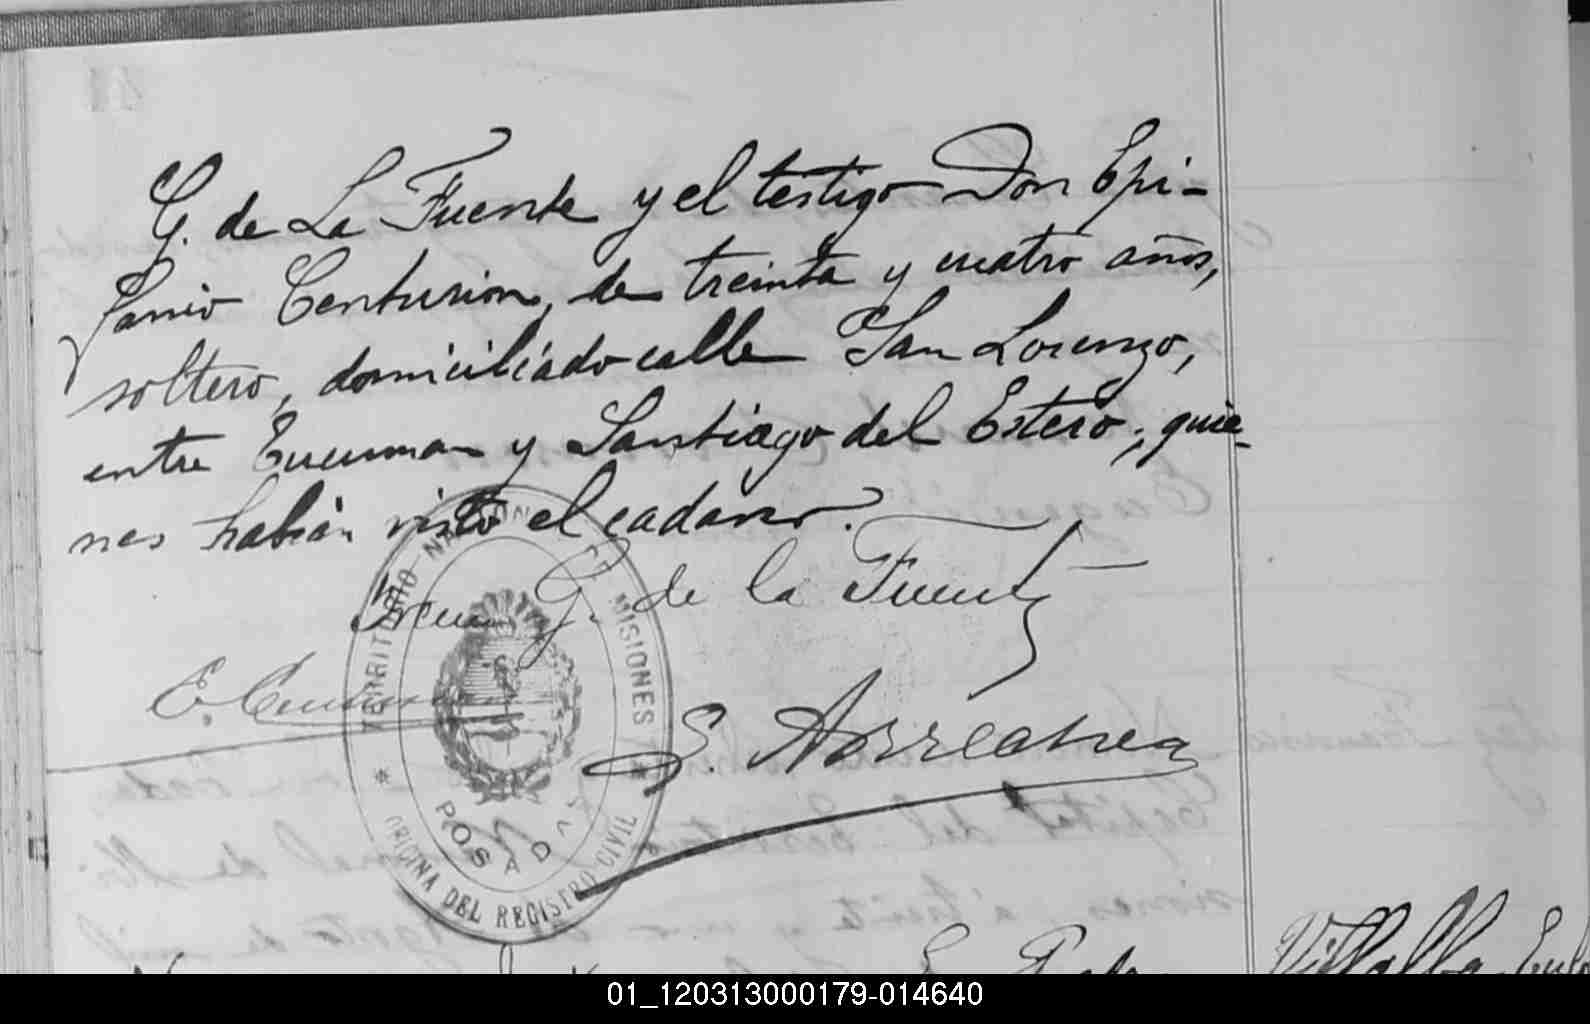 G. de La Fuente y el testigo Don Epi-
fanio Centurion, de treinta y cuatro años,
soltero, domiciliado calle San Lorenzo,
entre Tucuman y Santiago del Estero; quie-
nes habian visto el cadaver.
G. de la Fuente
E. Centurion
S.
TERRITORIO NACIONAL DE MISIONES
POSADAS
OFICINA DEL REGISTRO CIVIL
Villalba
01_120313000179-014640